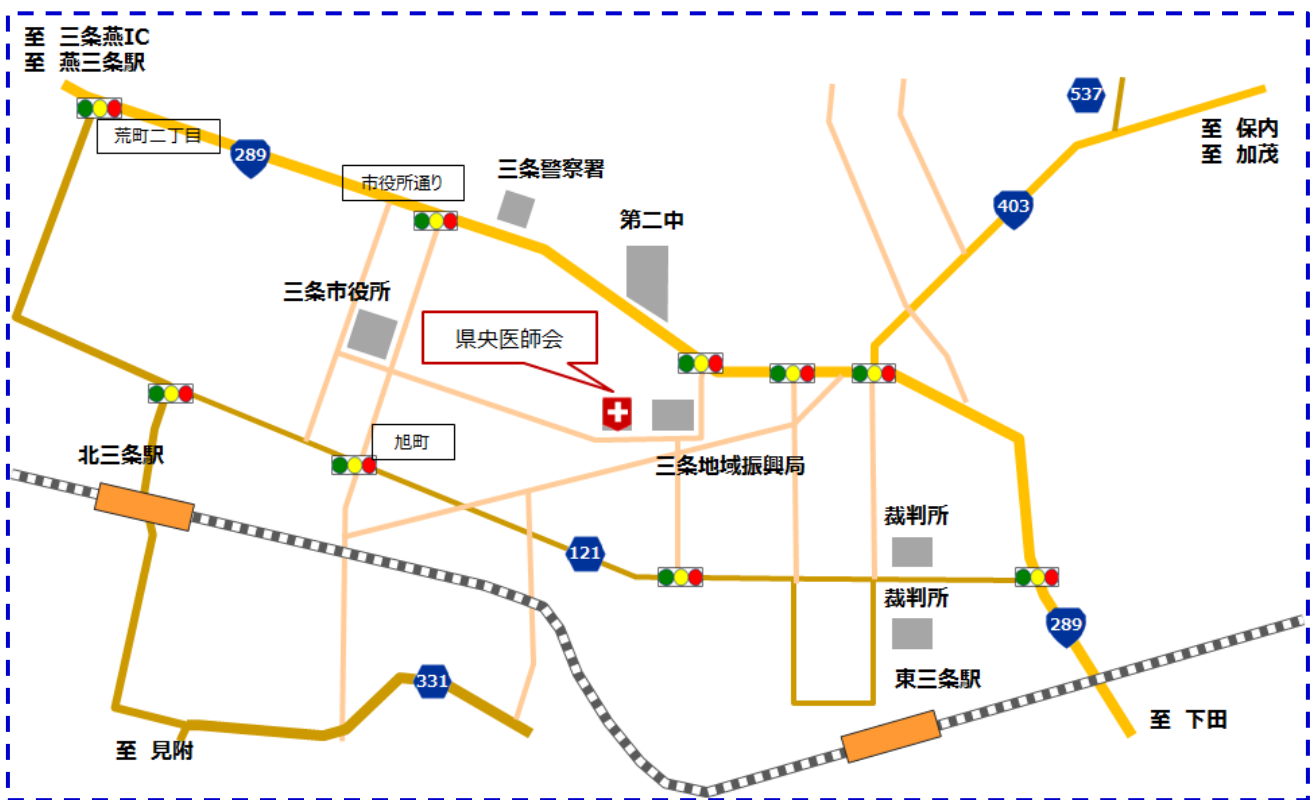 至 三条燕IC
至 燕三条駅
537
荒町二丁目
至 保内
至 加茂
289
三条警察署
市役所通り
403
第二中
三条市役所
県央医師会
旭町
北三条駅
三条地域振興局
裁判所
121
裁判所
289
331
東三条駅
至 下田
至 見附